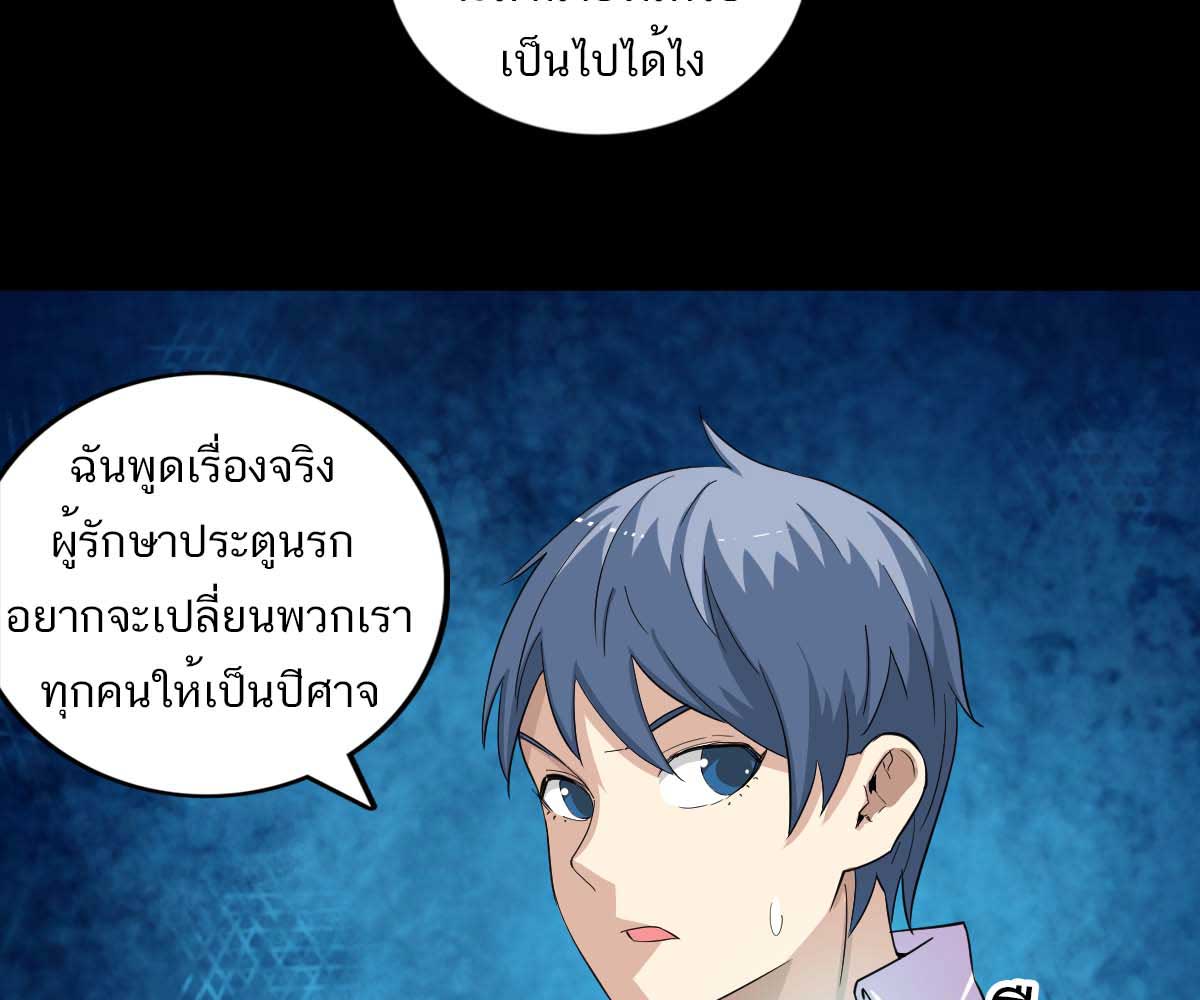 เป็นไปได้ไง
ฉันพูดเรื่องจริง
ผู้รักษาประตูนรก
อยากจะเปลี่ยนพวกเรา
ทุกคนให้เป็นปีศาจ